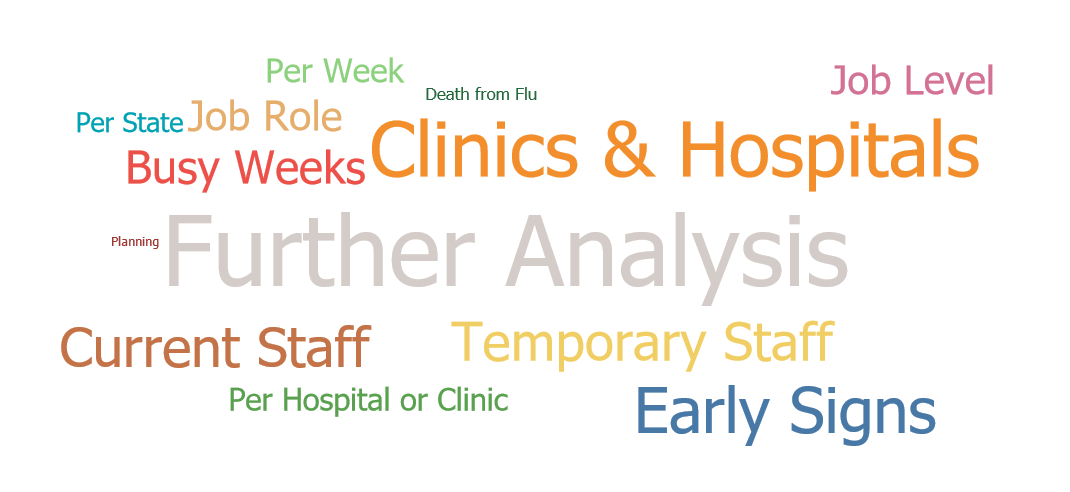 Per Week
Job Level
Death from Flu
Per State
Job Role
Clinics & Hospitals
Busy Weeks
Planning
Further Analysis
Current Staff
Temporary Staff
Per Hospital or Clinic
Early Signs